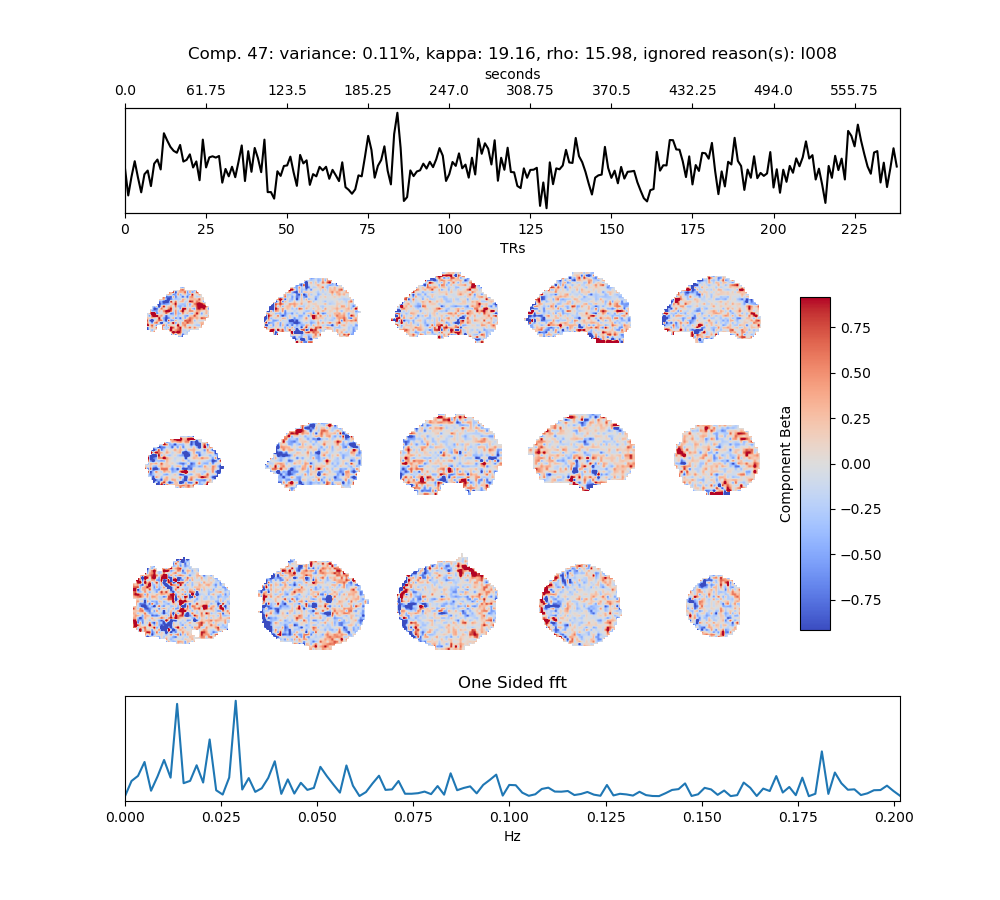 Comp. 47: variance: 0.11%, kappa: 19.16, rho: 15.98, ignored reason(s): I008
seconds
0.0 61.75 123.5 185.25 247.0 308.75 370.5 432.25 494.0 555.75
0 25 50 75 100 125 150 175 200 225
TRs
0.75
0.50
0.25
0.00
−0.25
−0.50
−0.75
Component Beta
One Sided fft
0.000 0.025 0.050 0.075 0.100 0.125 0.150 0.175 0.200
Hz